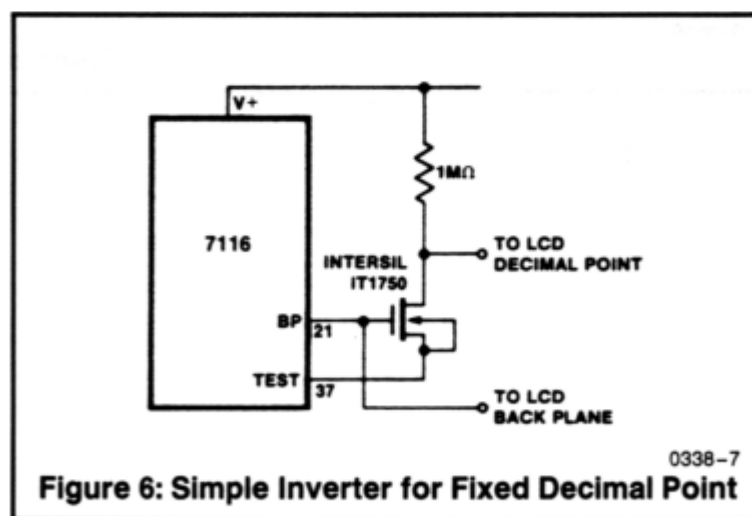 V+
1MΩ
7116
TO LCD
DECIMAL POINT
INTERSIL
IT1750
BP
21
TEST
37
TO LCD
BACK PLANE
0338–7
Figure 6: Simple Inverter for Fixed Decimal Point